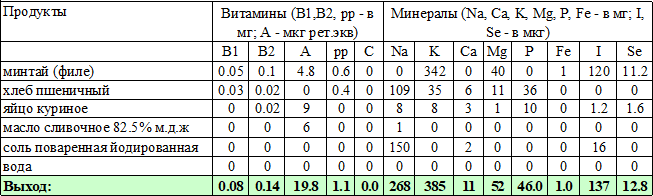 Продукты Витамины (B1,B2, рр - в мг; А - мкг рет.экв) Минералы (Na, Ca, K, Mg, P, Fe - в мг; I, Se - в мкг)
B1 B2 A pp C Na K Ca Mg P Fe I Se
минтай (филе) 0.05 0.1 4.8 0.6 0 0 342 0 40 0 1 120 11.2
хлеб пшеничный 0.03 0.02 0 0.4 0 109 35 6 11 36 0 0 0
яйцо куриное 0 0.02 9 0 0 8 8 3 1 10 0 1.2 1.6
масло сливочное 82.5% м.д.ж 0 0 6 0 0 1 0 0 0 0 0 0 0
соль поваренная йодированная 0 0 0 0 0 150 0 2 0 0 0 16 0
вода 0 0 0 0 0 0 0 0 0 0 0 0 0
Выход: 0.08 0.14 19.8 1.1 0.0 268 385 11 52 46.0 1.0 137 12.8